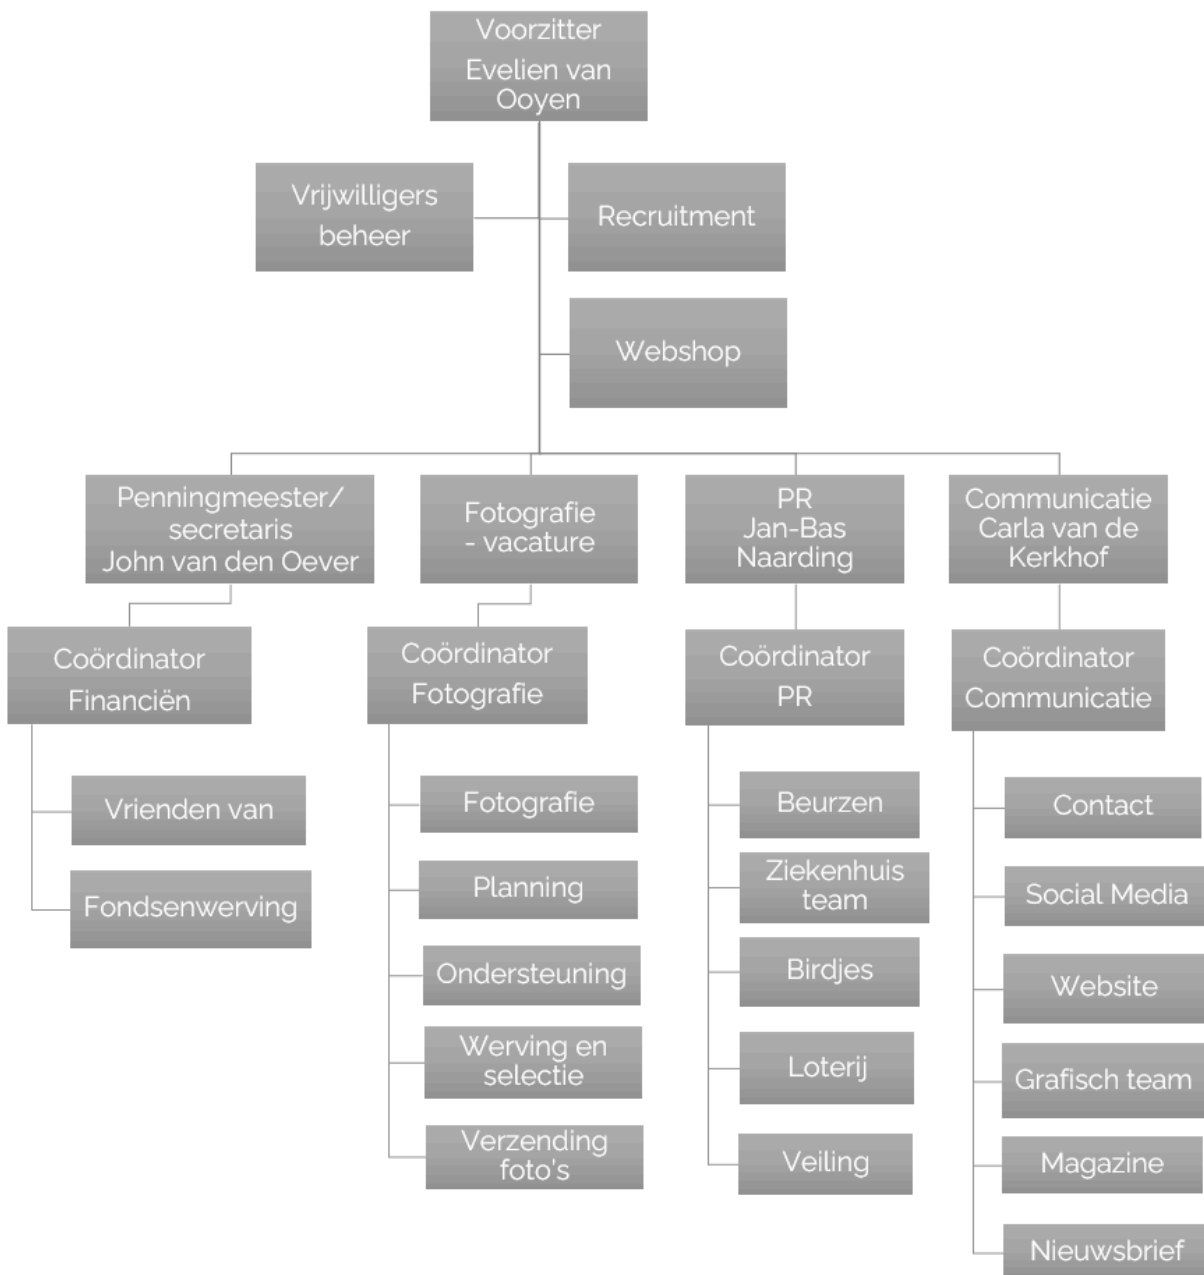 Voorzitter
Evelien van
Ooyen
Vrijwilligers
beheer
Recruitment
Webshop
Penningmeester/
secretaris
John van den Oever
Fotografie
- vacature
PR
Jan-Bas
Naarding
Communicatie
Carla van de
Kerkhof
Coördinator
Financiën
Coördinator
Fotografie
Coördinator
PR
Coördinator
Communicatie
Vrienden van
Fondsenwerving
Fotografie
Planning
Ondersteuning
Werving en
selectie
Verzending
foto's
Beurzen
Ziekenhuis
team
Birdjes
Loterij
Veiling
Contact
Social Media
Website
Grafisch team
Magazine
Nieuwsbrief